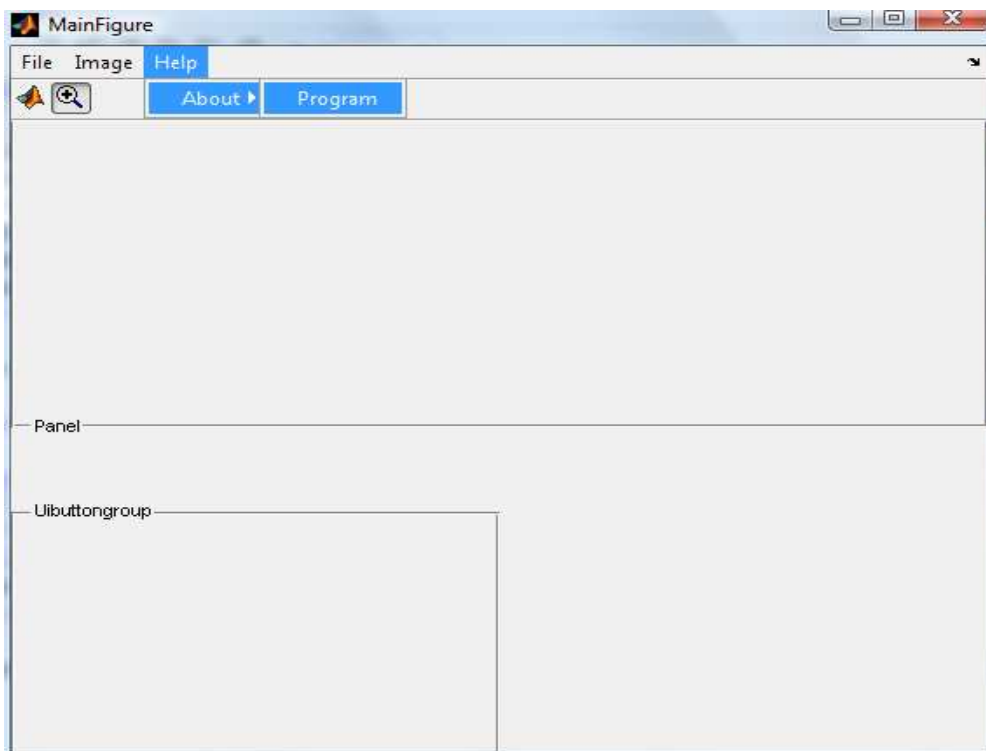 MainFigure
File Image Help
About Program
Panel
Uibuttongroup